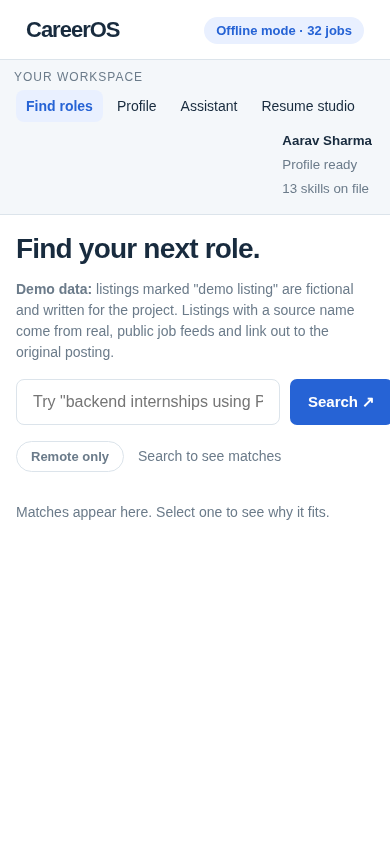 CareerOS
Offline mode · 32 jobs
YOUR WORKSPACE
Find roles Profile Assistant Resume studio
Aarav Sharma
Profile ready
13 skills on file
Find your next role.
Demo data: listings marked "demo listing" are fictional
and written for the project. Listings with a source name
come from real, public job feeds and link out to the
original posting.
Try "backend internships using P
Search ↗
Remote only
Search to see matches
Matches appear here. Select one to see why it fits.